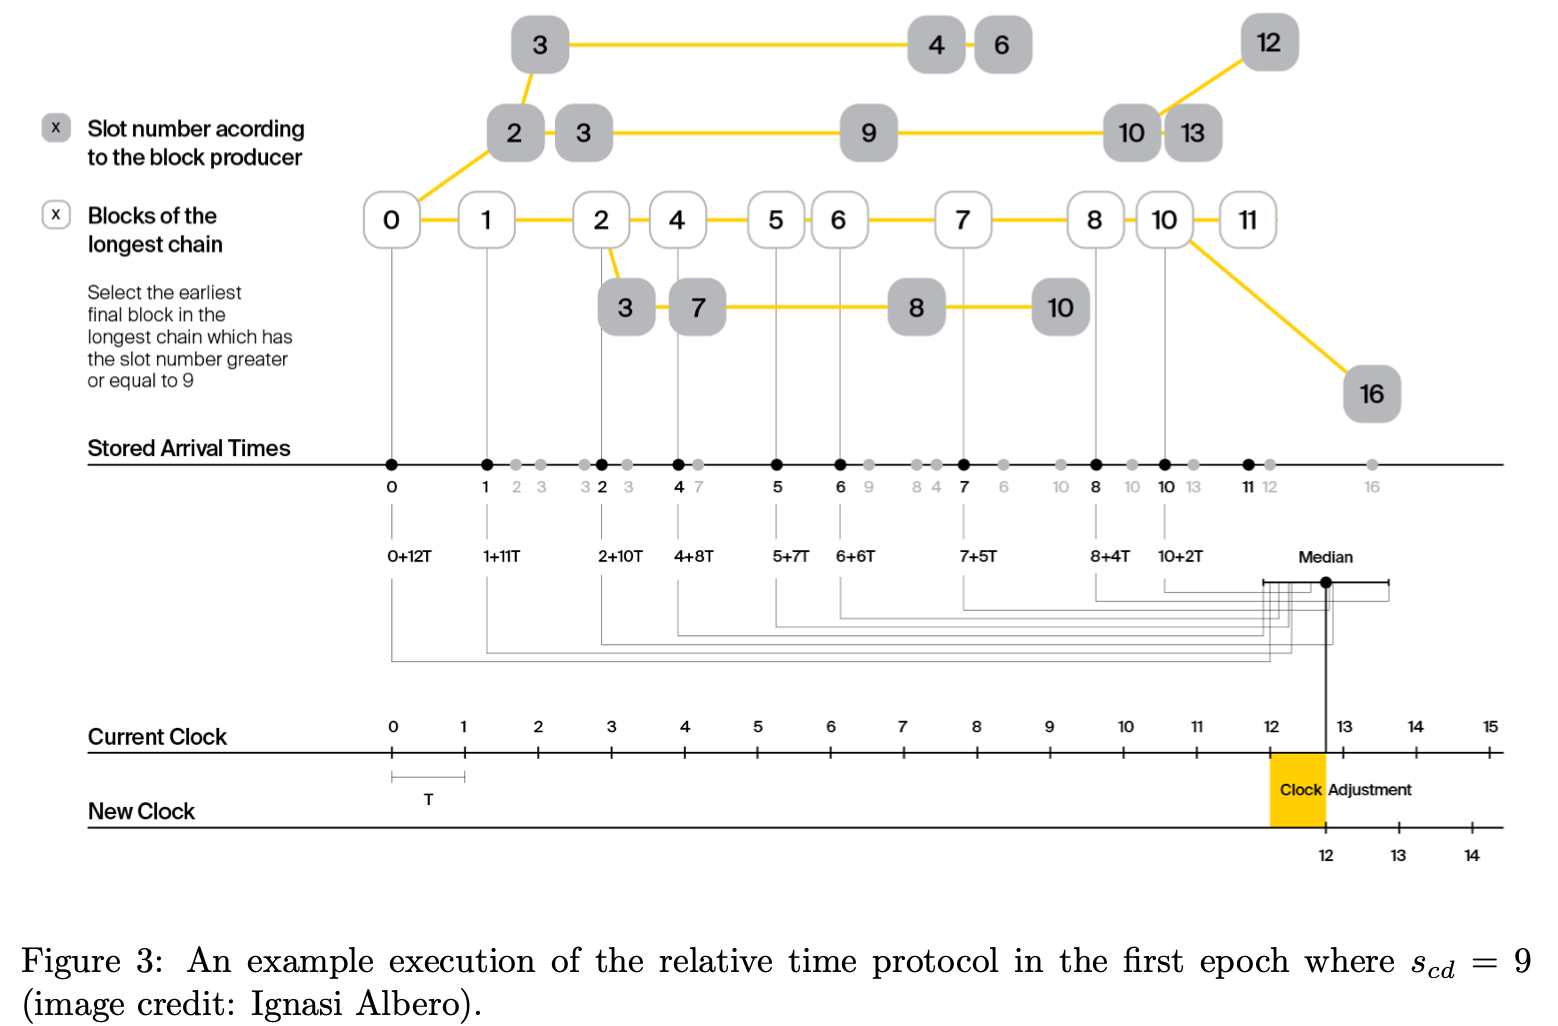 3 4 6 12
x Slot number acording
to the block producer
2 3 9 10 13
x Blocks of the
longest chain
0 1 2 4 5 6 7 8 10 11
Select the earliest
final block in the
longest chain which has
the slot number greater
or equal to 9
3 7 8 10
16
Stored Arrival Times
0 1 2 3 3 2 3 4 7 5 6 9 8 4 7 6 10 8 10 10 13 11 12 16
0+12T 1+11T 2+10T 4+8T 5+7T 6+6T 7+5T 8+4T 10+2T Median
Current Clock 0 1 2 3 4 5 6 7 8 9 10 11 12 13 14 15
T
Clock Adjustment
New Clock
12 13 14
Figure 3: An example execution of the relative time protocol in the first epoch where s_cd = 9
(image credit: Ignasi Albero).